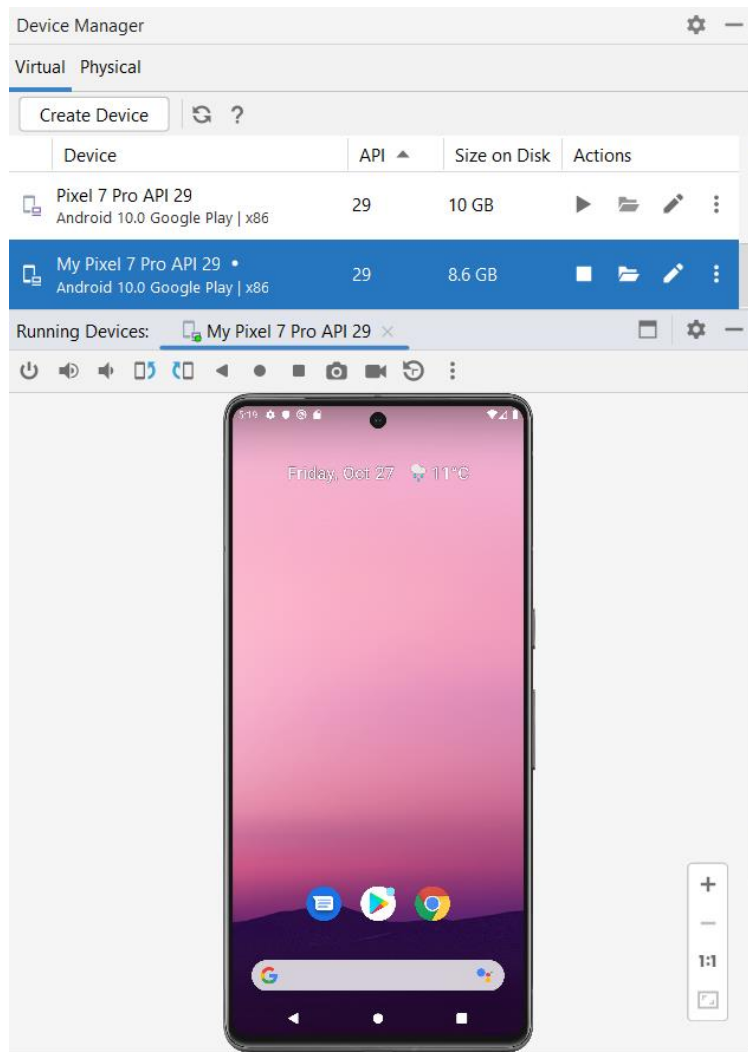 Device Manager
Virtual Physical
Create Device ?
Device API Size on Disk Actions
Pixel 7 Pro API 29 29 10 GB
Android 10.0 Google Play | x86
My Pixel 7 Pro API 29 • 29 8.6 GB
Android 10.0 Google Play | x86
Running Devices: My Pixel 7 Pro API 29
5:19
Friday, Oct 27 11°C
1:1